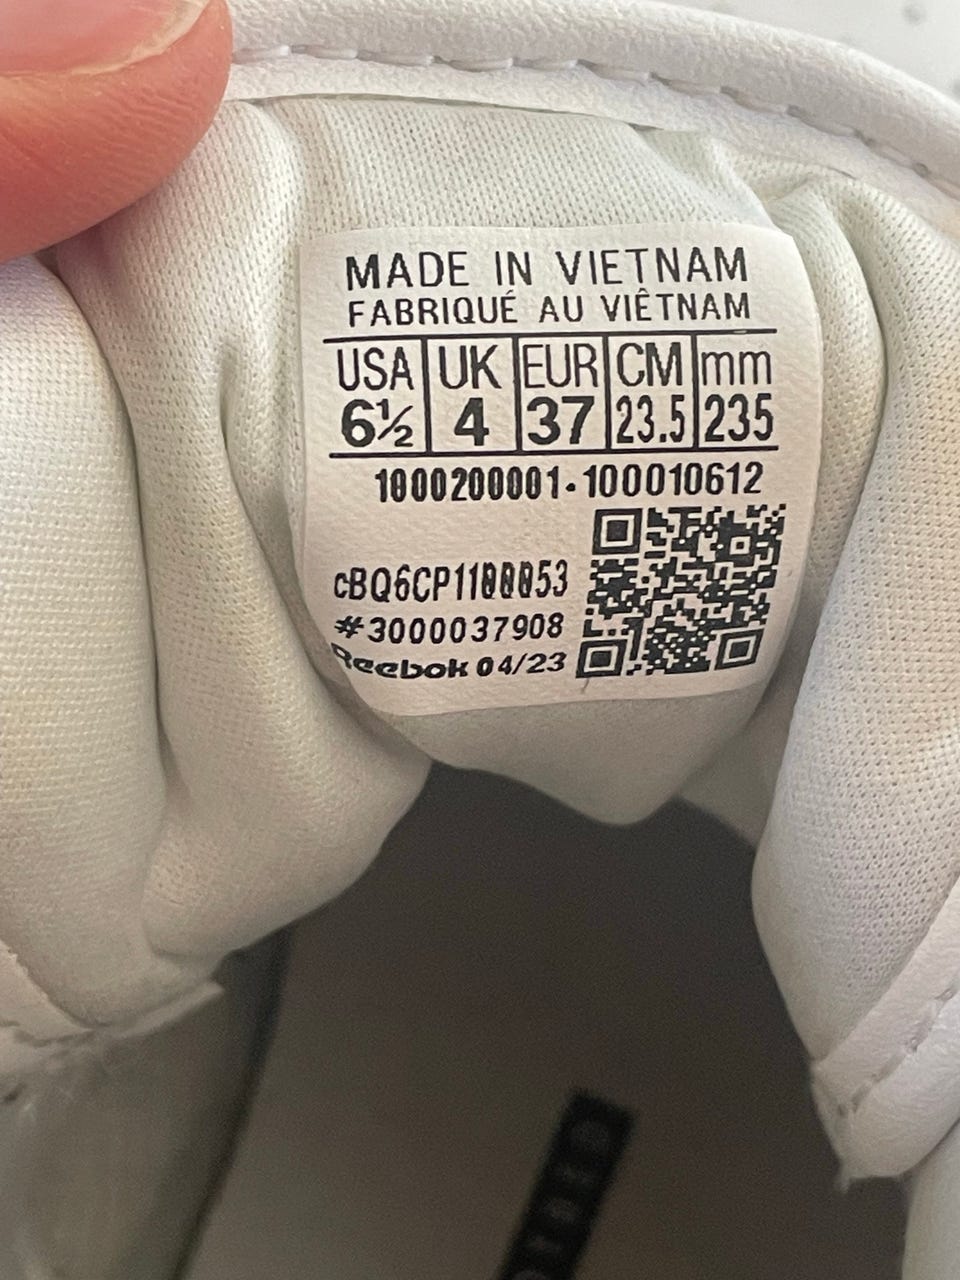 MADE IN VIETNAM
FABRIQUÉ AU VIÊTNAM
USA UK EUR CM mm
6½ 4 37 23.5 235
1000200001-100010612
cBQ6CP1100053
#3000037908
Reebok 04/23